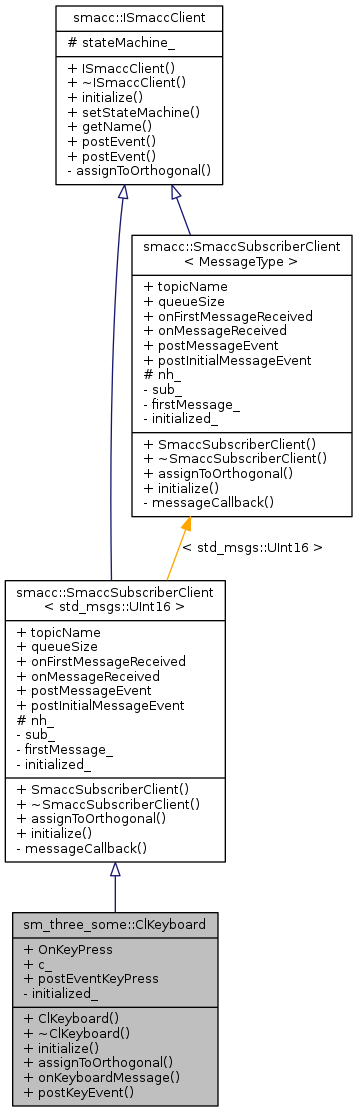 smacc::ISmaccClient
# stateMachine_
+ ISmaccClient()
+ ~ISmaccClient()
+ initialize()
+ setStateMachine()
+ getName()
+ postEvent()
+ postEvent()
- assignToOrthogonal()
smacc::SmaccSubscriberClient
< MessageType >
+ topicName
+ queueSize
+ onFirstMessageReceived
+ onMessageReceived
+ postMessageEvent
+ postInitialMessageEvent
# nh_
- sub_
- firstMessage_
- initialized_
+ SmaccSubscriberClient()
+ ~SmaccSubscriberClient()
+ assignToOrthogonal()
+ initialize()
- messageCallback()
< std_msgs::UInt16 >
smacc::SmaccSubscriberClient
< std_msgs::UInt16 >
+ topicName
+ queueSize
+ onFirstMessageReceived
+ onMessageReceived
+ postMessageEvent
+ postInitialMessageEvent
# nh_
- sub_
- firstMessage_
- initialized_
+ SmaccSubscriberClient()
+ ~SmaccSubscriberClient()
+ assignToOrthogonal()
+ initialize()
- messageCallback()
sm_three_some::ClKeyboard
+ OnKeyPress
+ c_
+ postEventKeyPress
- initialized_
+ ClKeyboard()
+ ~ClKeyboard()
+ initialize()
+ assignToOrthogonal()
+ onKeyboardMessage()
+ postKeyEvent()